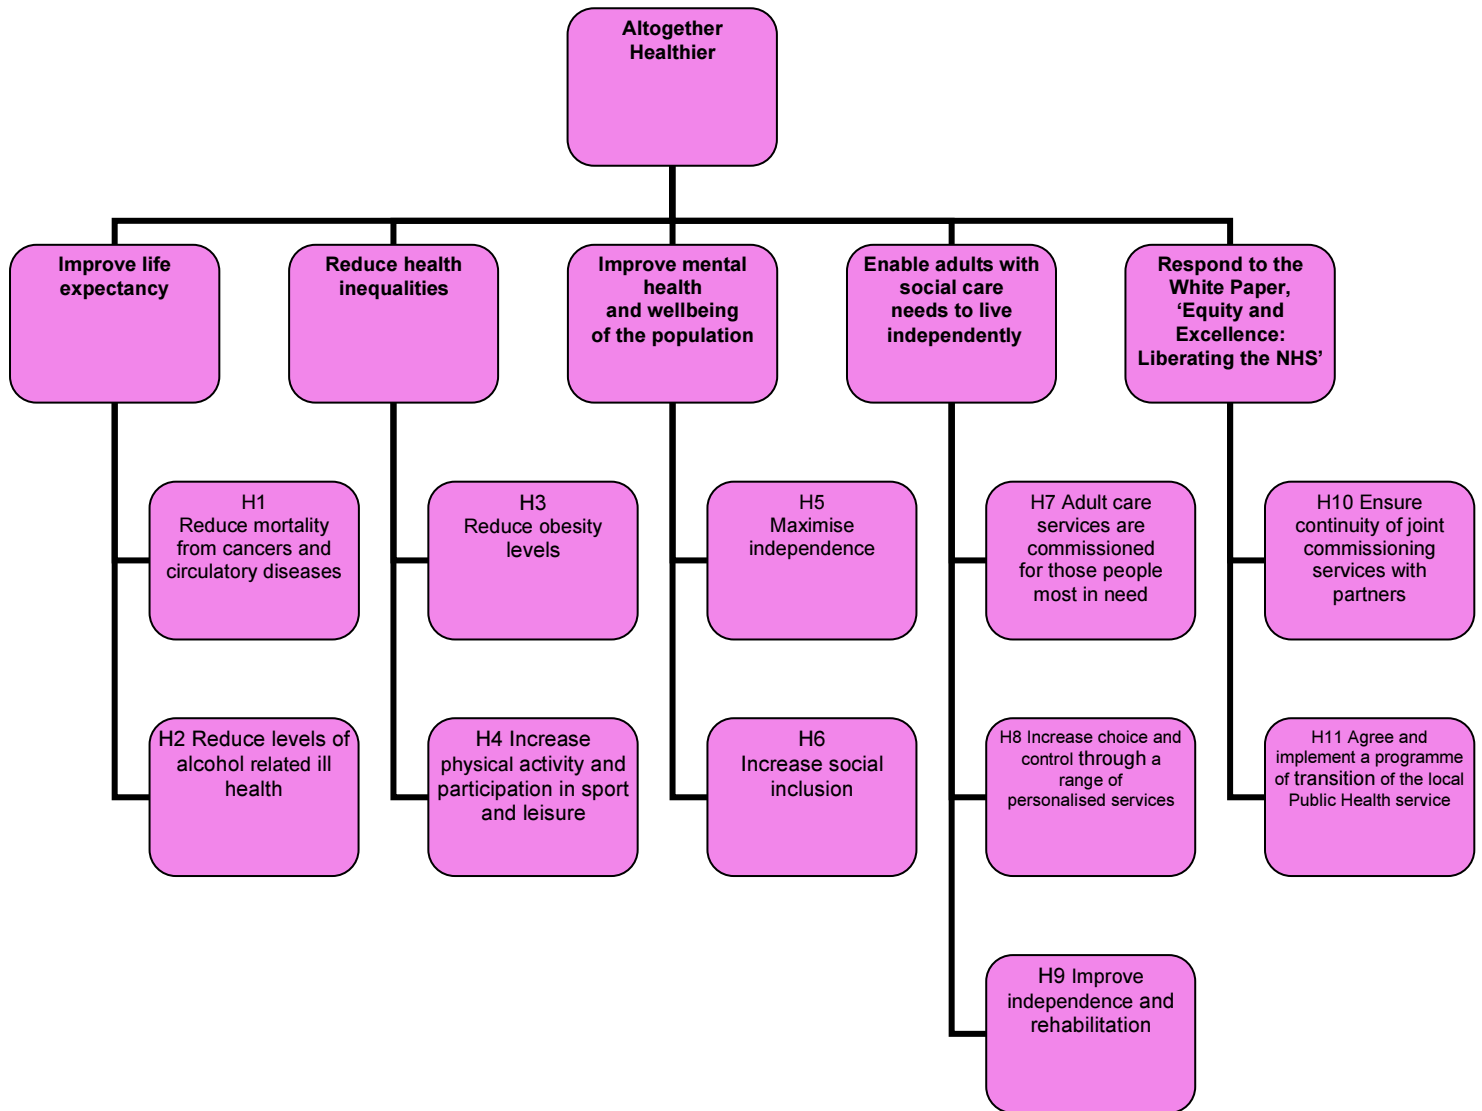 Altogether
Healthier
Improve life
expectancy
Reduce health
inequalities
Improve mental
health
and wellbeing
of the population
Enable adults with
social care
needs to live
independently
Respond to the
White Paper,
‘Equity and
Excellence:
Liberating the NHS’
H1
Reduce mortality
from cancers and
circulatory diseases
H3
Reduce obesity
levels
H5
Maximise
independence
H7 Adult care
services are
commissioned
for those people
most in need
H10 Ensure
continuity of joint
commissioning
services with
partners
H2 Reduce levels of
alcohol related ill
health
H4 Increase
physical activity and
participation in sport
and leisure
H6
Increase social
inclusion
H8 Increase choice and
control through a
range of
personalised services
H11 Agree and
implement a programme
of transition of the local
Public Health service
H9 Improve
independence and
rehabilitation